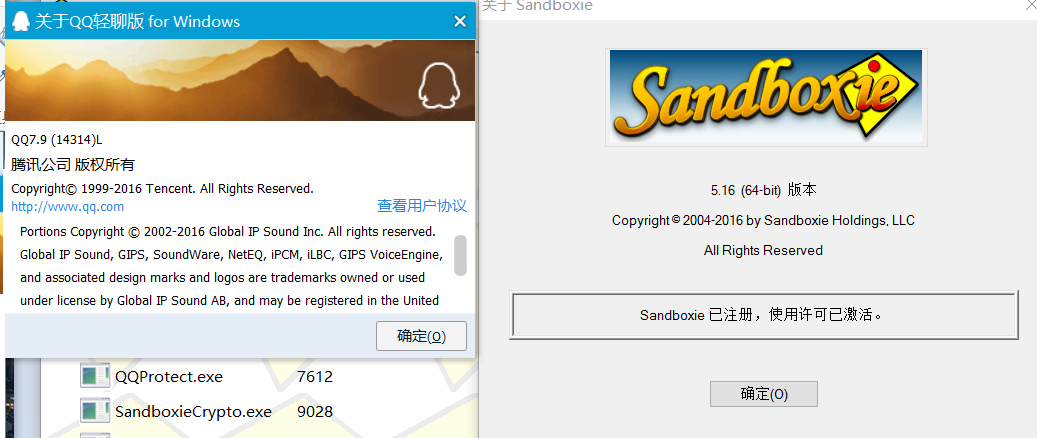 关于QQ轻聊版 for Windows
QQ7.9 (14314)L
腾讯公司 版权所有
Copyright© 1999-2016 Tencent. All Rights Reserved.
http://www.qq.com
查看用户协议
Portions Copyright © 2002-2016 Global IP Sound Inc. All rights reserved.
Global IP Sound, GIPS, SoundWare, NetEQ, iPCM, iLBC, GIPS VoiceEngine,
and associated design marks and logos are trademarks owned or used
under license by Global IP Sound AB, and may be registered in the United
确定(O)
QQProtect.exe 7612
SandboxieCrypto.exe 9028
关于 Sandboxie
Sandboxie
5.16 (64-bit) 版本
Copyright © 2004-2016 by Sandboxie Holdings, LLC
All Rights Reserved
Sandboxie 已注册，使用许可已激活。
确定(O)